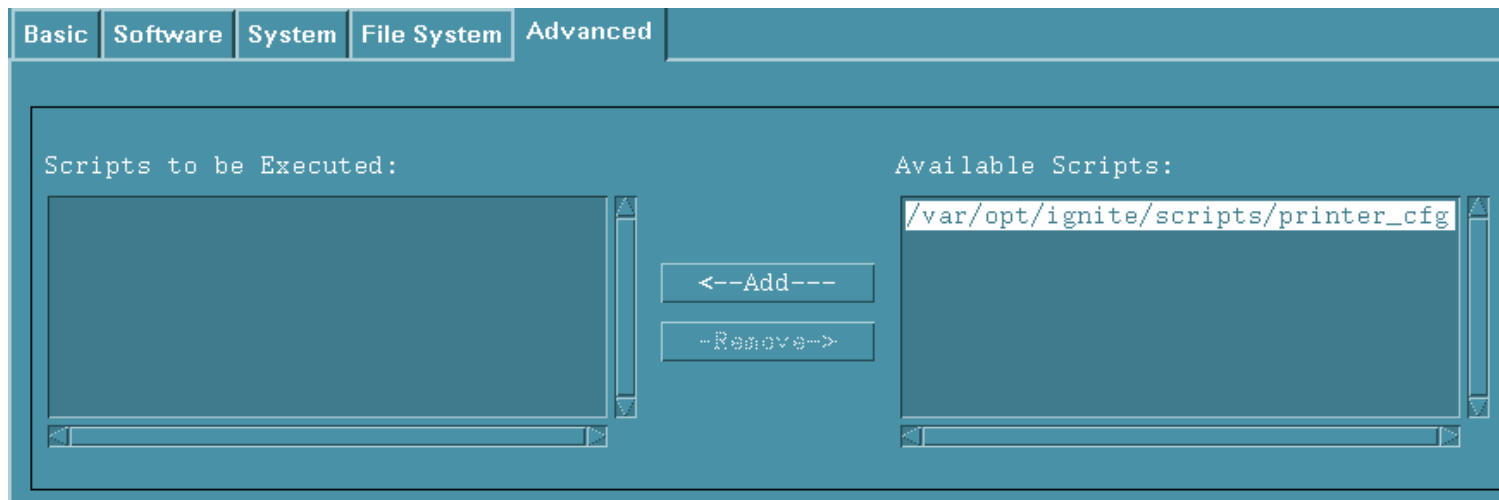 Basic Software System File System Advanced
Scripts to be Executed: Available Scripts:
/var/opt/ignite/scripts/printer_cfg
<--Add---
-Remove->